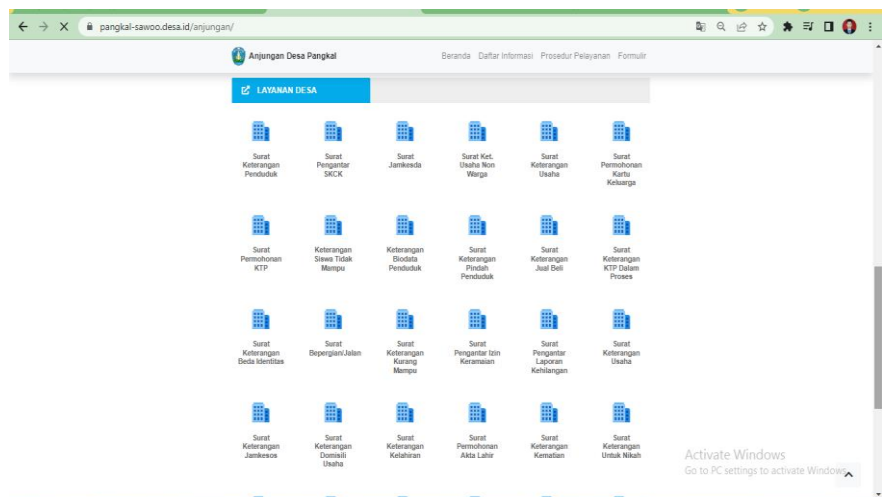 pangkal-sawoo.desa.id/anjungan/
Anjungan Desa Pangkal
Beranda Daftar Informasi Prosedur Pelayanan Formulir
LAYANAN DESA
Surat
Keterangan
Penduduk
Surat
Pengantar
SKCK
Surat
Jamkesda
Surat Ket.
Usaha Non
Warga
Surat
Keterangan
Usaha
Surat
Permohonan
Kartu
Keluarga
Surat
Permohonan
KTP
Keterangan
Siswa Tidak
Mampu
Keterangan
Biodata
Penduduk
Surat
Keterangan
Pindah
Penduduk
Surat
Keterangan
Jual Beli
Surat
Keterangan
KTP Dalam
Proses
Surat
Keterangan
Beda Identitas
Surat
Bepergian/Jalan
Surat
Keterangan
Kurang
Mampu
Surat
Pengantar Izin
Keramaian
Surat
Pengantar
Laporan
Kehilangan
Surat
Keterangan
Usaha
Surat
Keterangan
Jamkesos
Surat
Keterangan
Domisili
Usaha
Surat
Keterangan
Kelahiran
Surat
Permohonan
Akta Lahir
Surat
Keterangan
Kematian
Surat
Keterangan
Untuk Nikah
Activate Windows
Go to PC settings to activate Windows.